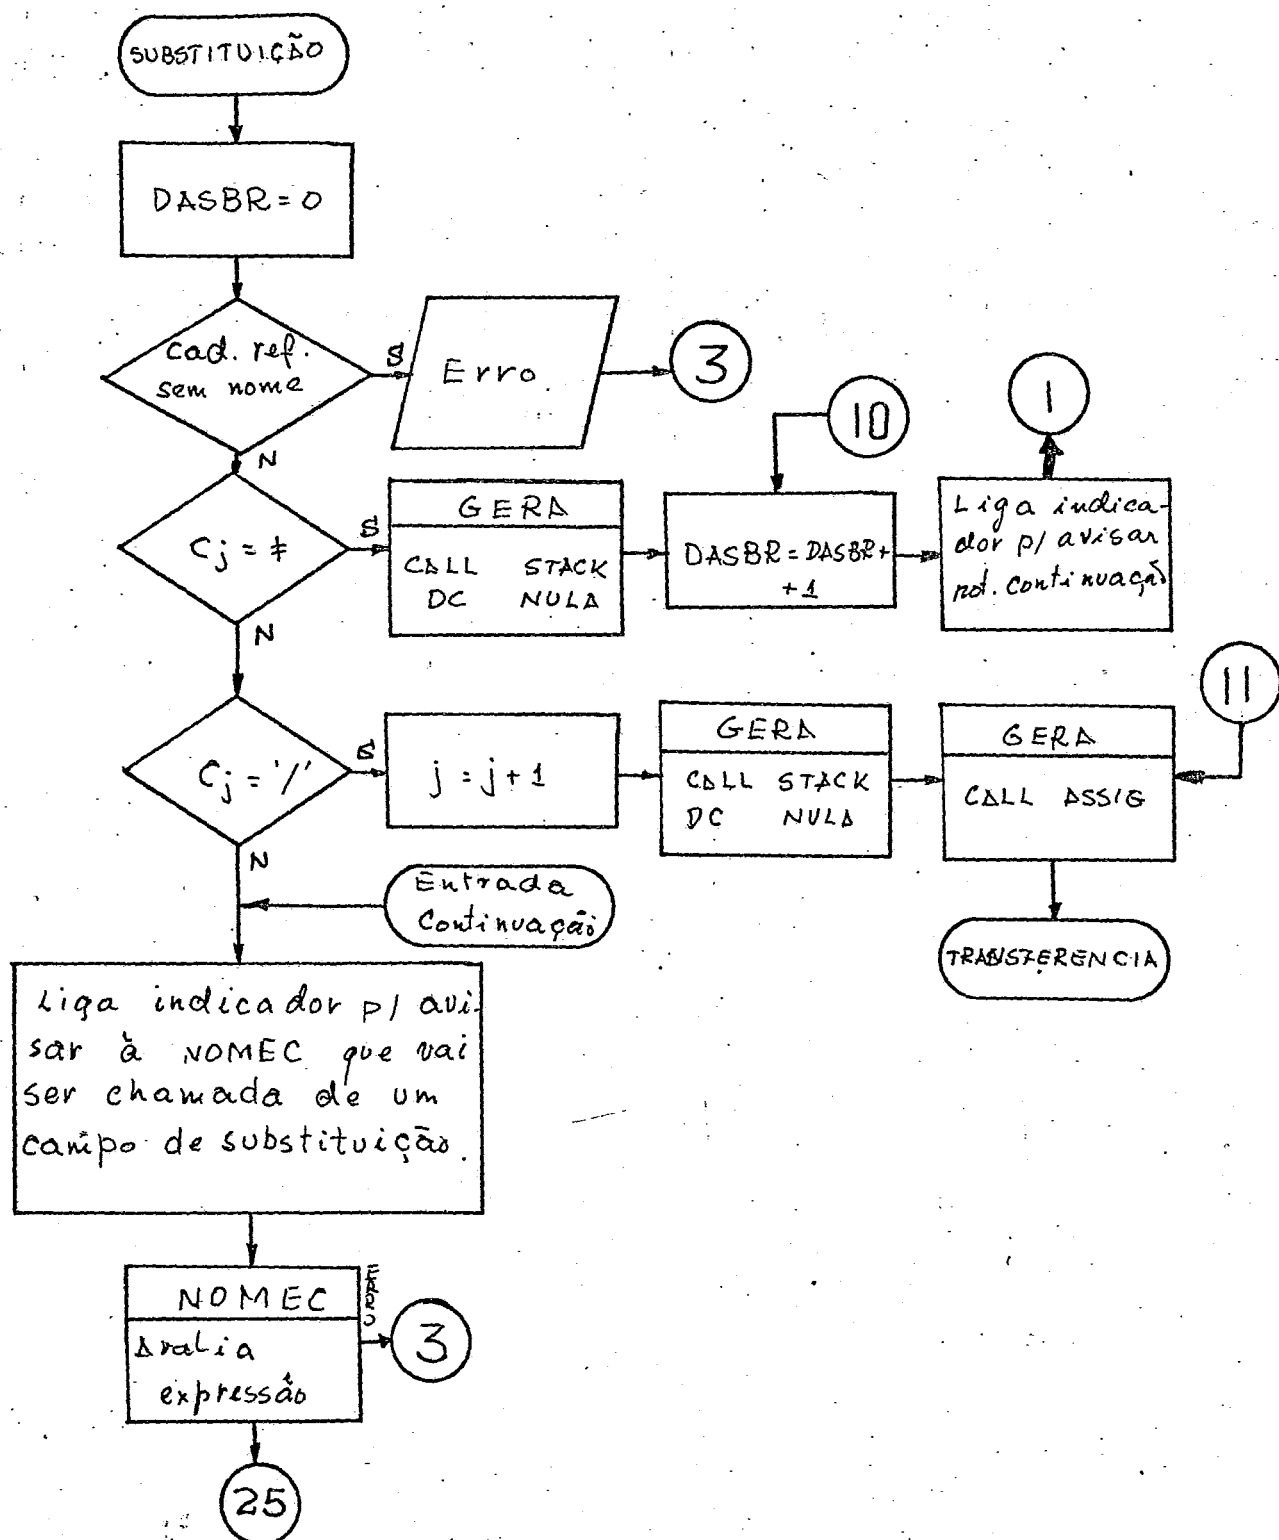 SUBSTITUIÇÃO
DASBR = 0
cad. ref.
sem nome
S
Erro
3
N
10
1
Cj = ‡
S
GERA
CALL STACK
DC NULA
DASBR = DASBR +
+ 1
Liga indica-
dor p/ avisar
rot. continuação
N
11
Cj = '/'
S
j = j + 1
GERA
CALL STACK
DC NULA
GERA
CALL ASSIG
N
Entrada
Continuação
TRANSFERENCIA
Liga indicador p/ avi-
sar à NOMEC que vai
ser chamada de um
campo de substituição.
NOMEC
ERRO
Avalia
expressão
3
25